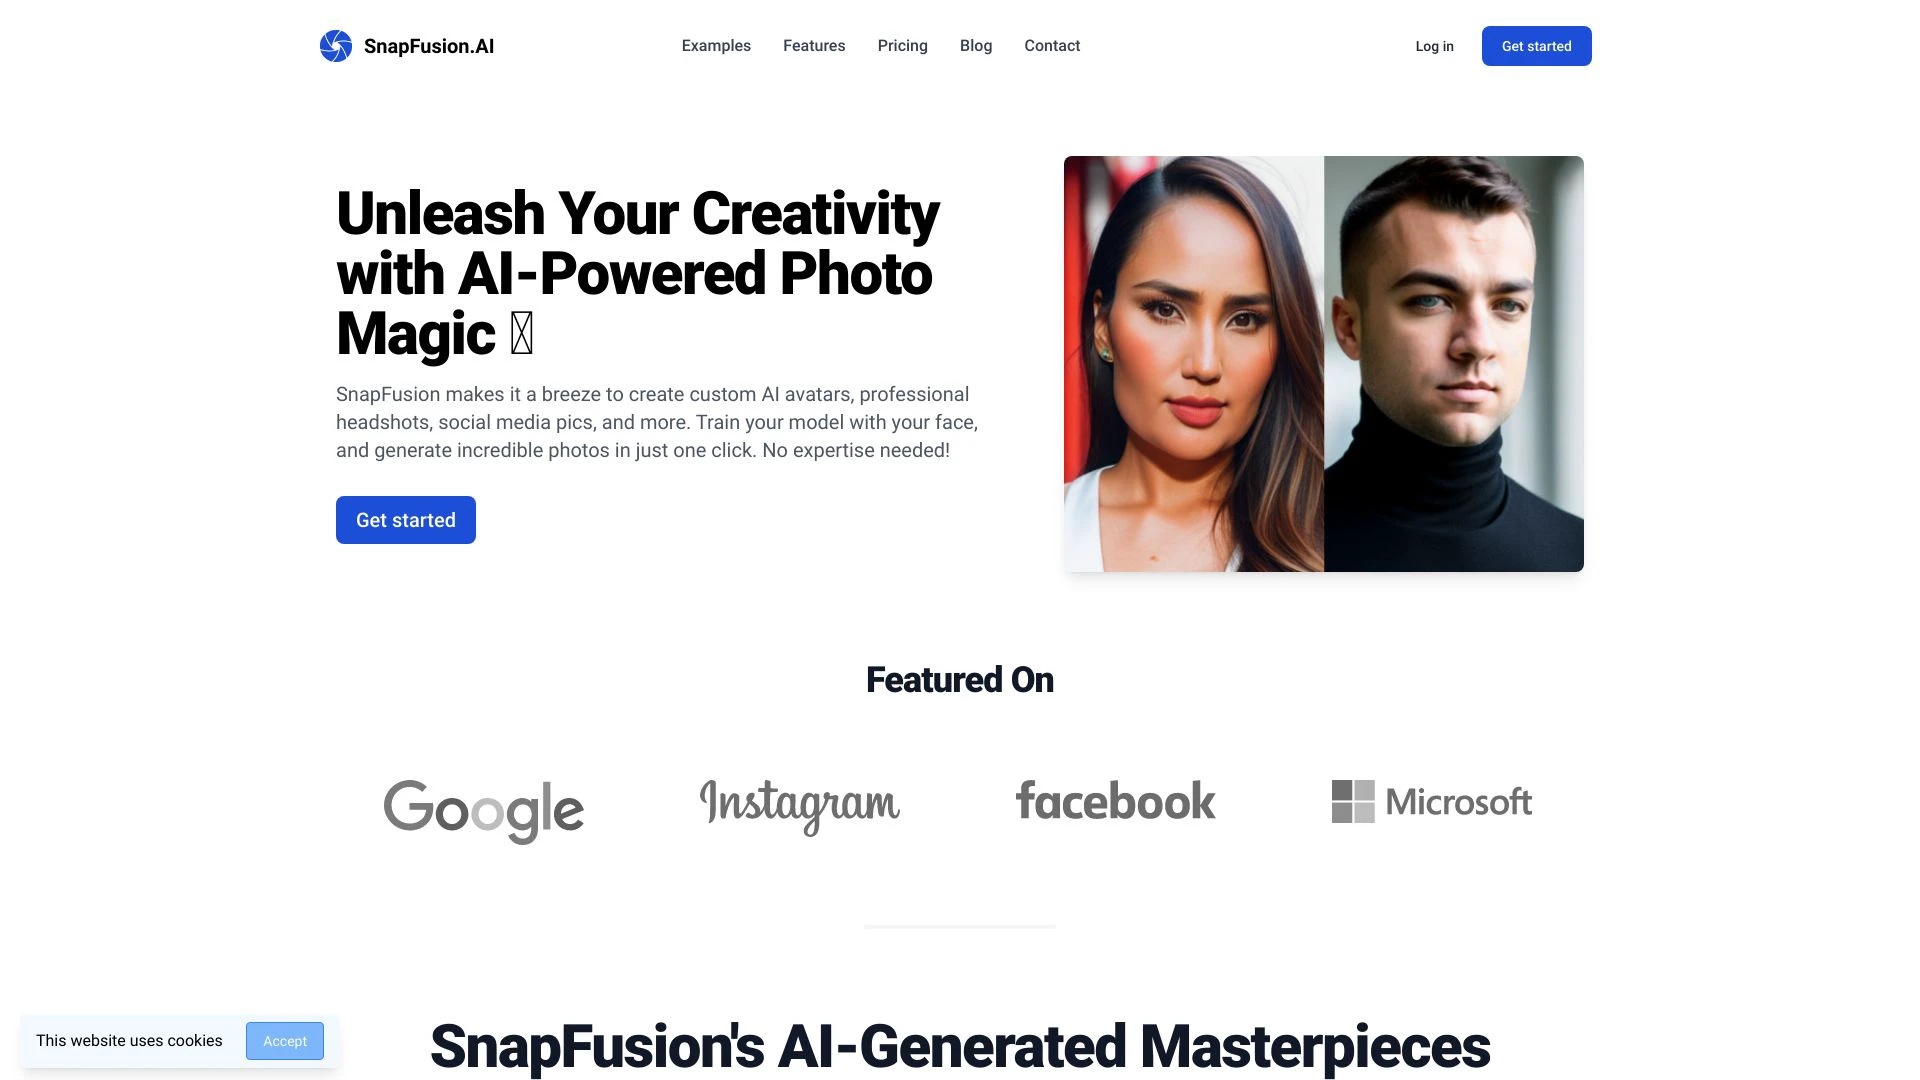 SnapFusion.AI
Examples
Features
Pricing
Blog
Contact
Log in
Get started
Unleash Your Creativity
with AI-Powered Photo
Magic
SnapFusion makes it a breeze to create custom AI avatars, professional
headshots, social media pics, and more. Train your model with your face,
and generate incredible photos in just one click. No expertise needed!
Get started
Featured On
Google
Instagram
facebook
Microsoft
SnapFusion's AI-Generated Masterpieces
This website uses cookies
Accept